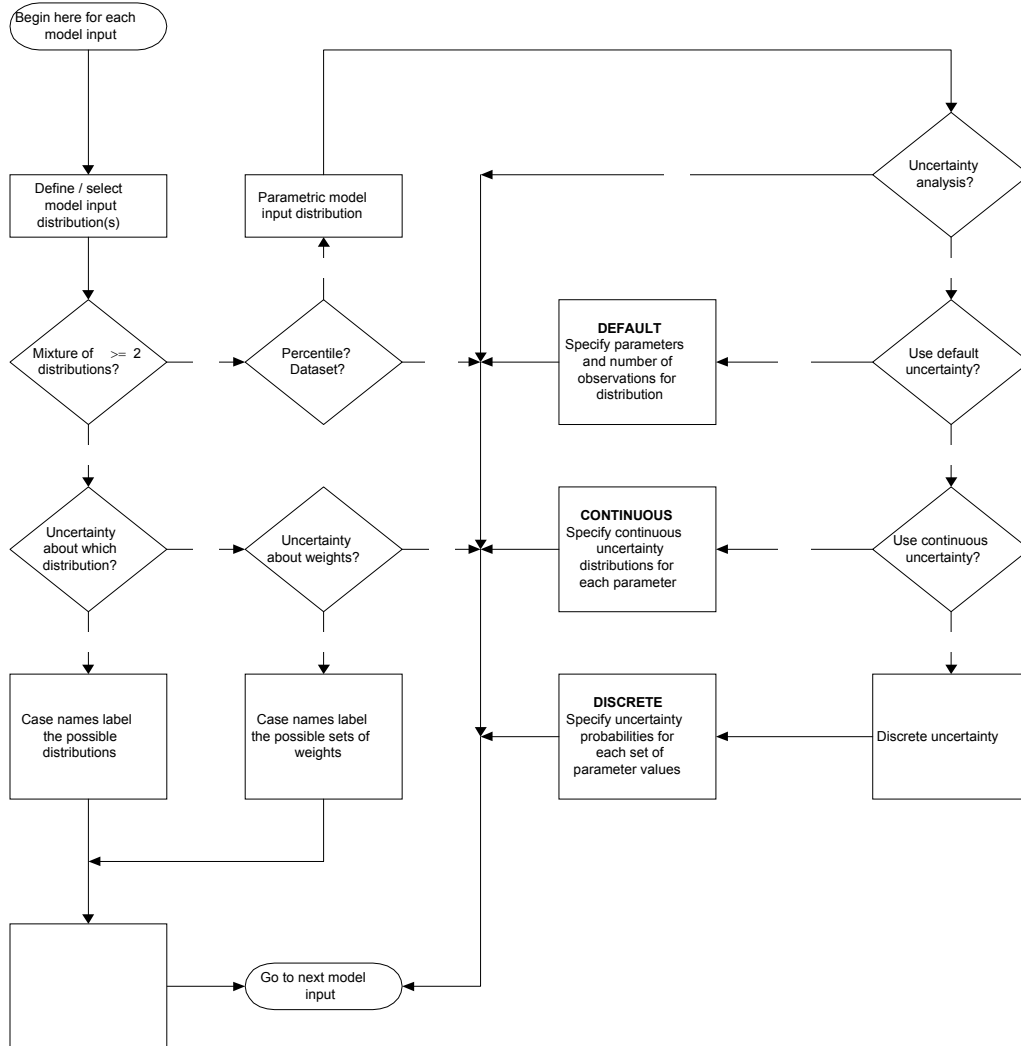 Begin here for each
model input
Define / select
model input
distribution(s)
Parametric model
input distribution
Uncertainty
analysis?
Mixture of >= 2
distributions?
Percentile?
Dataset?
DEFAULT
Specify parameters
and number of
observations for
distribution
Use default
uncertainty?
Uncertainty
about which
distribution?
Uncertainty
about weights?
CONTINUOUS
Specify continuous
uncertainty
distributions for
each parameter
Use continuous
uncertainty?
Case names label
the possible
distributions
Case names label
the possible sets of
weights
DISCRETE
Specify uncertainty
probabilities for
each set of
parameter values
Discrete uncertainty
Go to next model
input